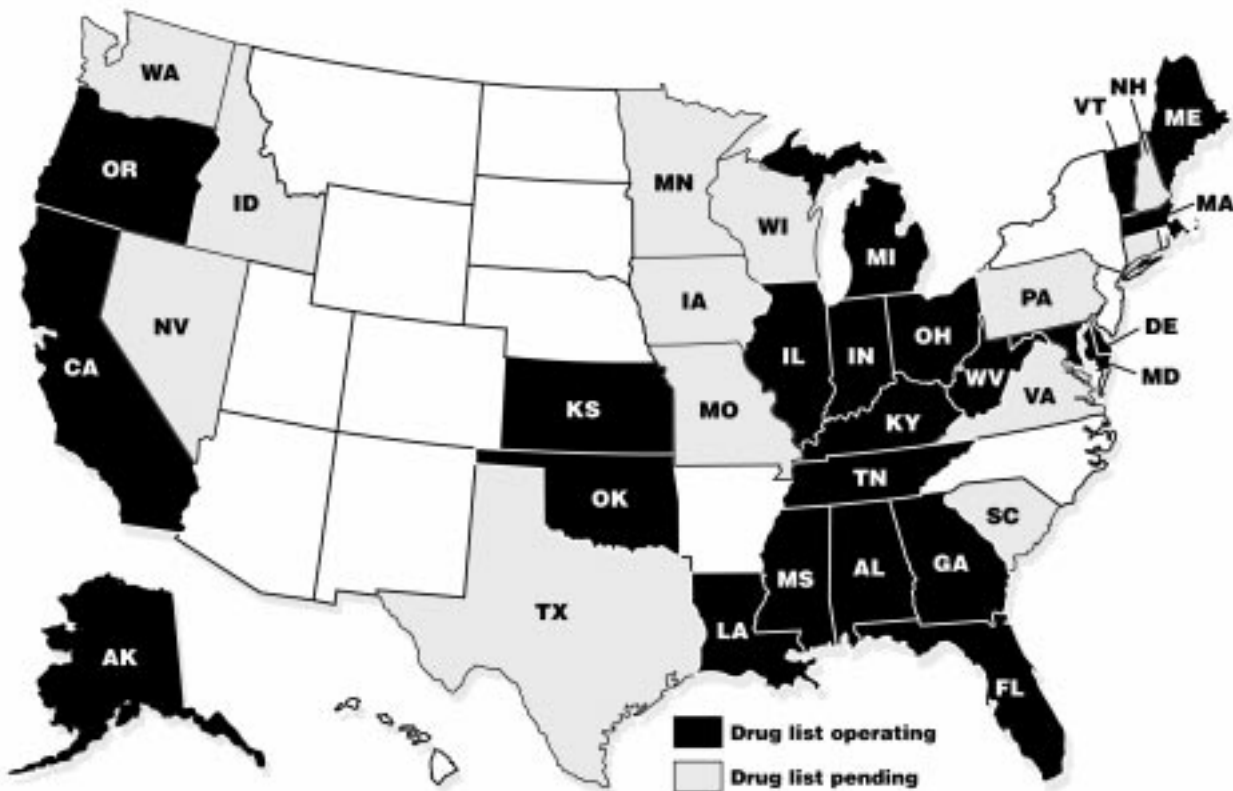 WA
NH
VT
ME
OR
MN
ID
WI
MA
MI
IA
PA
NV
OH
DE
IL
IN
CA
WV
MD
KS
MO
VA
KY
TN
OK
SC
MS
AL
GA
TX
LA
AK
FL
Drug list operating
Drug list pending